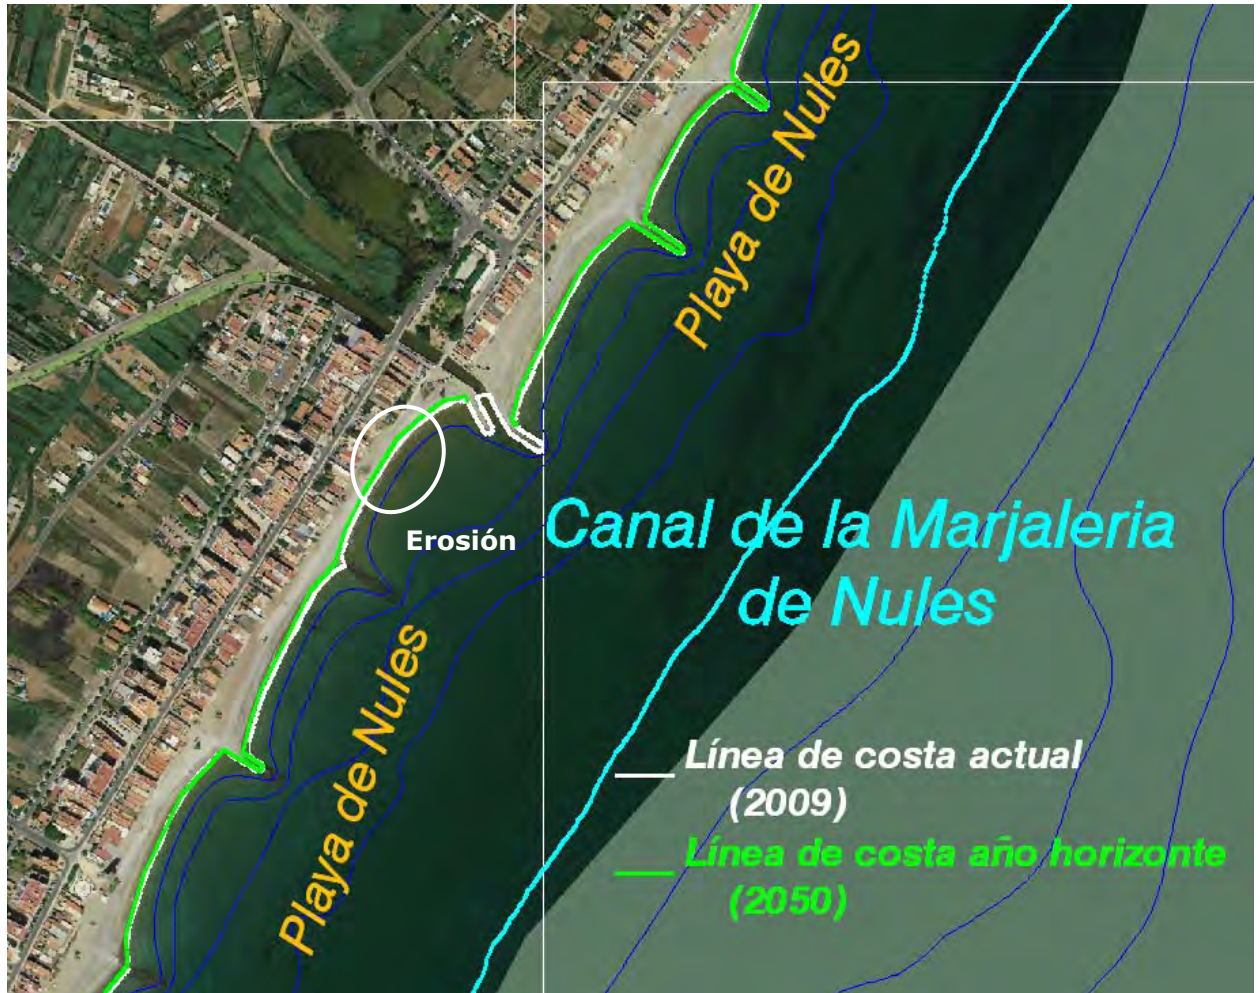 Playa de Nules
Erosión
Canal de la Marjaleria
de Nules
Playa de Nules
Línea de costa actual
(2009)
Línea de costa año horizonte
(2050)